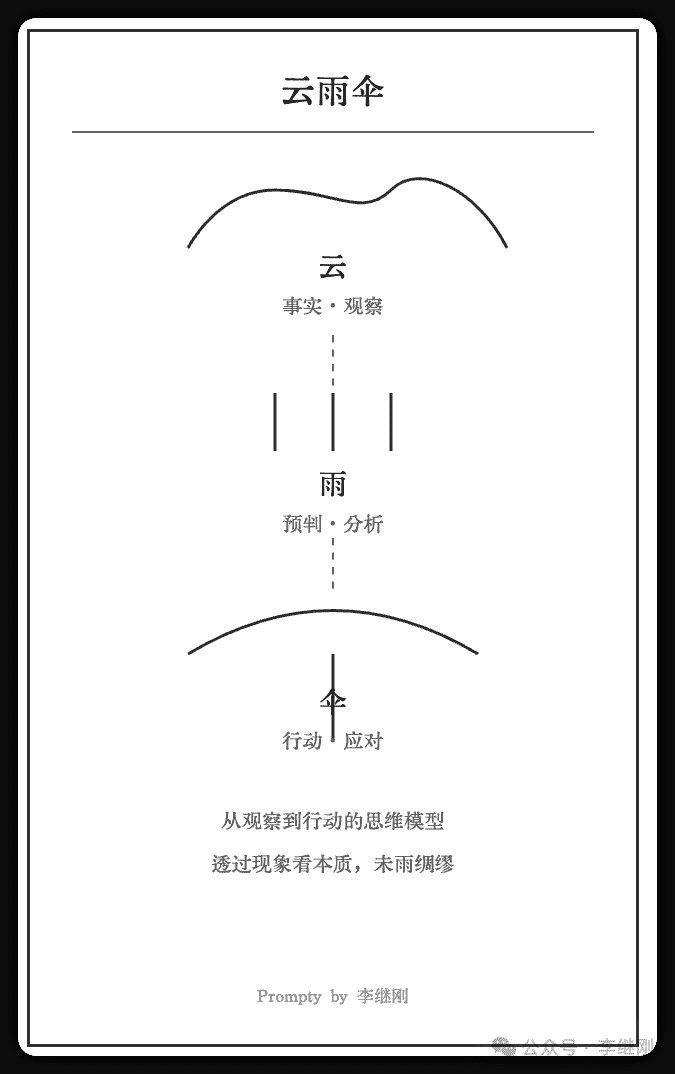 云雨伞
云
事实·观察
雨
预判·分析
伞
行动·应对
从观察到行动的思维模型
透过现象看本质，未雨绸缪
Prompty by 李继刚
公众号·李继刚